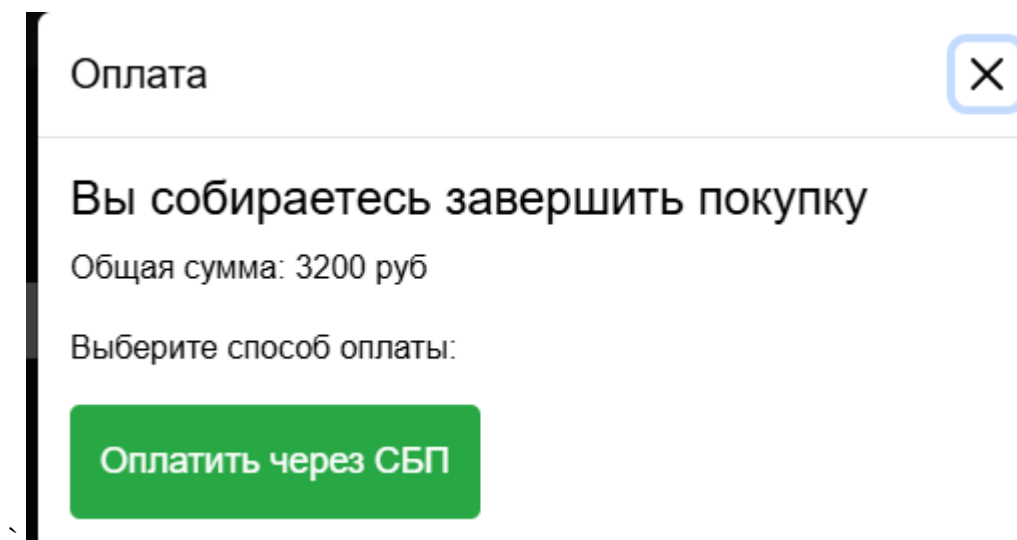 Оплата
Вы собираетесь завершить покупку
Общая сумма: 3200 руб
Выберите способ оплаты:
Оплатить через СБП
`